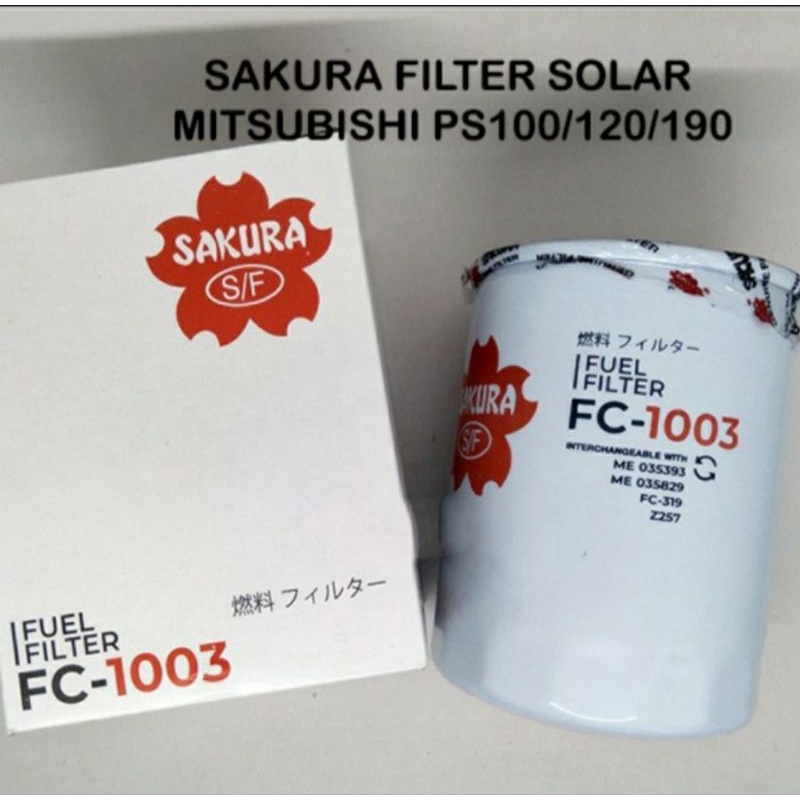 SAKURA FILTER SOLAR
MITSUBISHI PS100/120/190
SAKURA
S/F
燃料 フィルター
FUEL
FILTER
FC-1003
SAKURA
S/F
燃料 フィルター
FUEL
FILTER
FC-1003
INTERCHANGEABLE WITH
ME 035393
ME 035829
FC-319
Z257